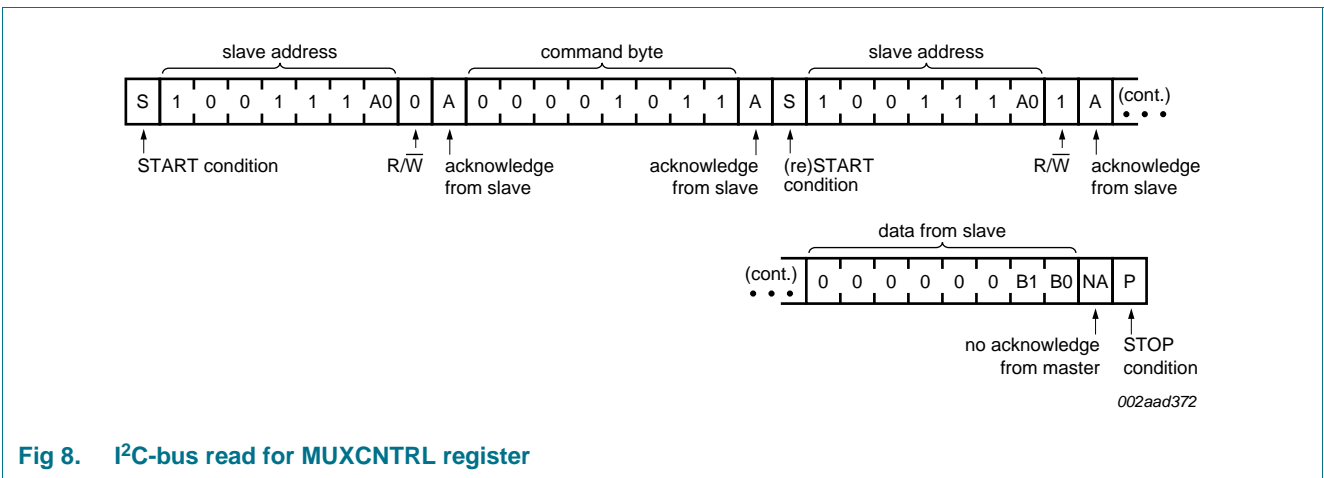 slave address command byte slave address
S 1 0 0 1 1 1 A0 0 A 0 0 0 0 1 0 1 1 A S 1 0 0 1 1 1 A0 1 A (cont.)
START condition R/W̅ acknowledge acknowledge (re)START R/W̅ acknowledge
from slave from slave condition from slave
data from slave
(cont.) 0 0 0 0 0 0 B1 B0 NA P
no acknowledge STOP
from master condition
002aad372
Fig 8. I²C-bus read for MUXCNTRL register